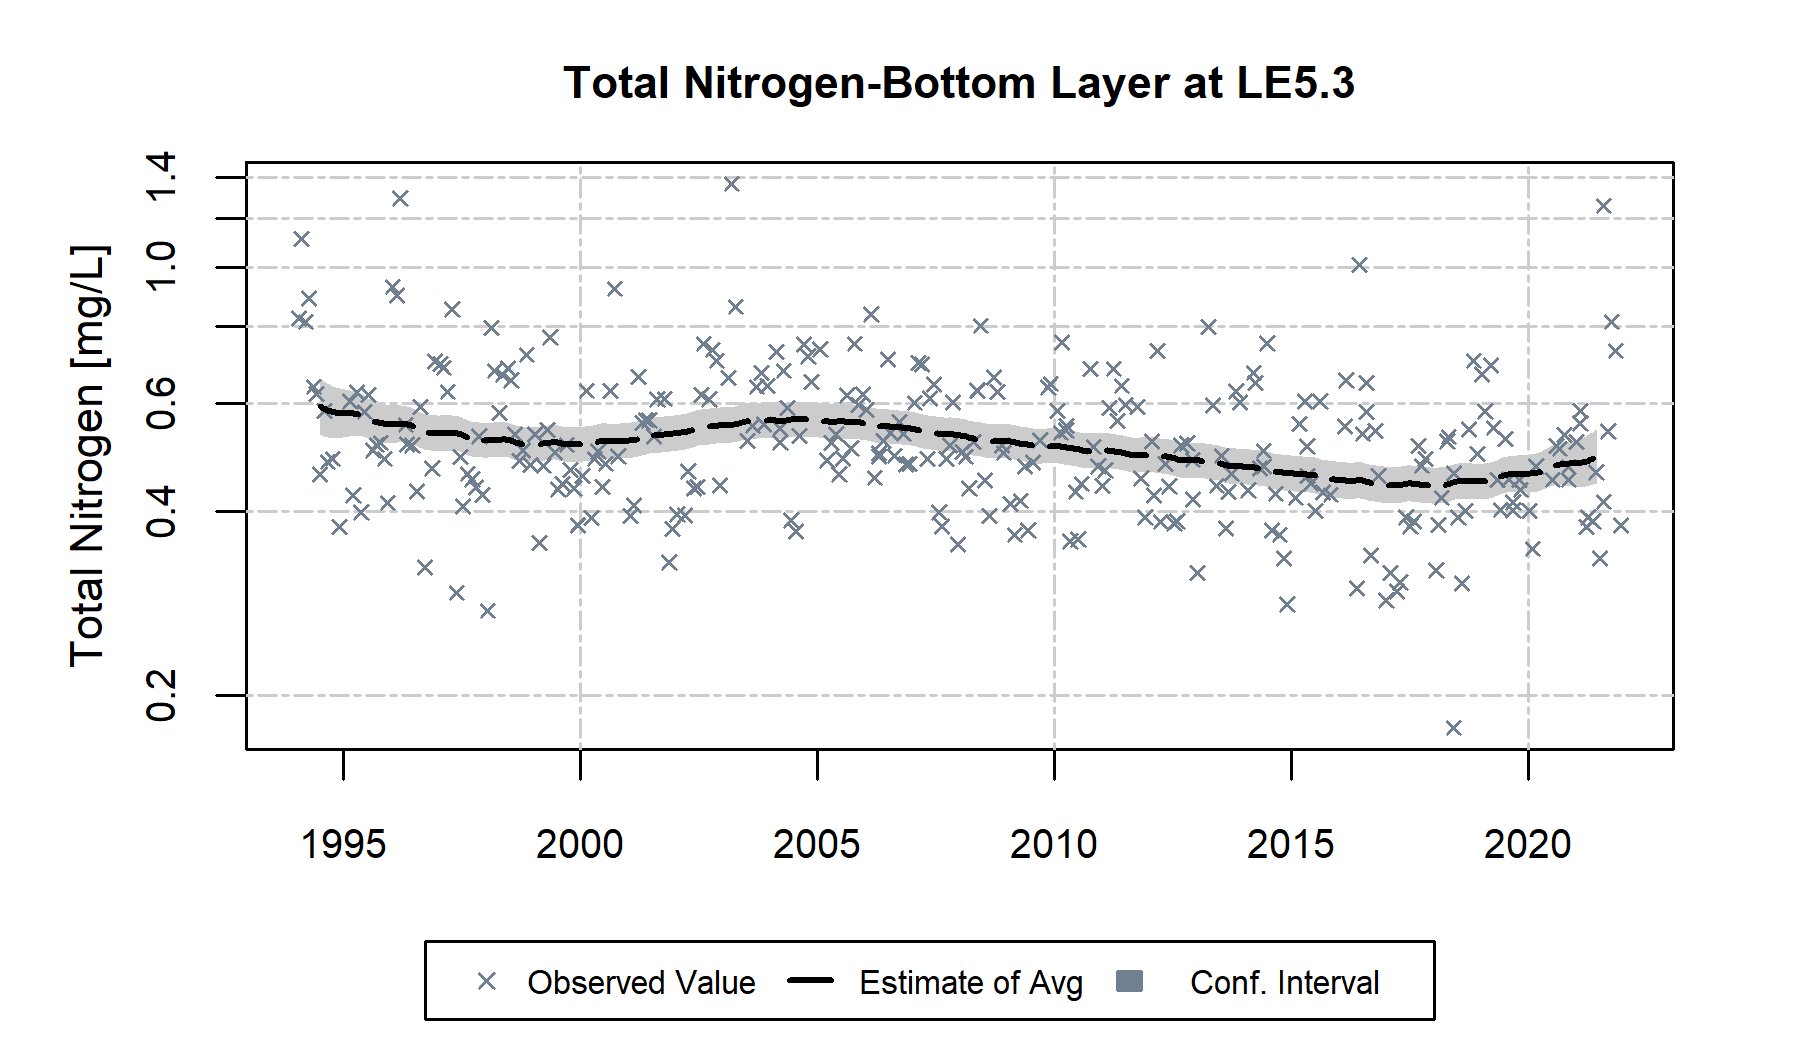 Total Nitrogen-Bottom Layer at LE5.3
Total Nitrogen [mg/L]
1.4
1.0
0.6
0.4
0.2
1995 2000 2005 2010 2015 2020
Observed Value Estimate of Avg Conf. Interval